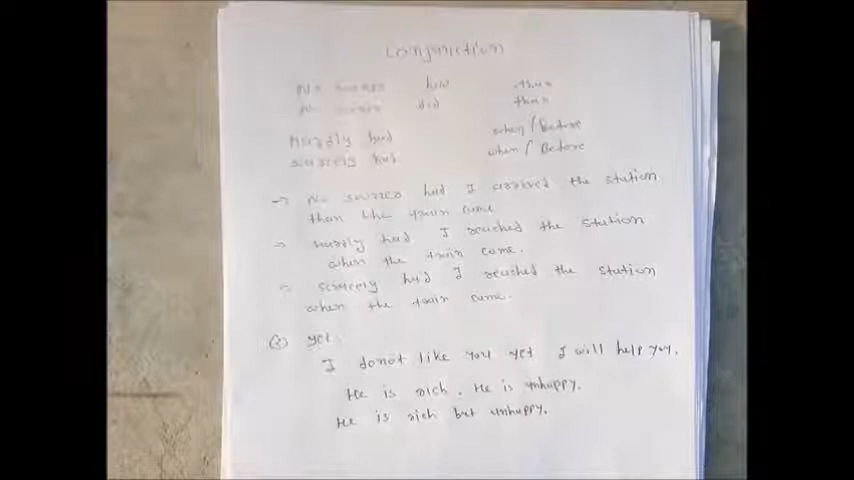 Conjunction
No sooner had than
No sooner did than
Hardly had when / Before
scarcely had when / Before
→ No sooner had I arrived the station
than the train came
→ Hardly had I reached the station
when the train came.
→ scarcely had I reached the station
when the train came.
② yet.
I donot like you yet I will help you.
He is rich. He is unhappy.
He is rich but unhappy.